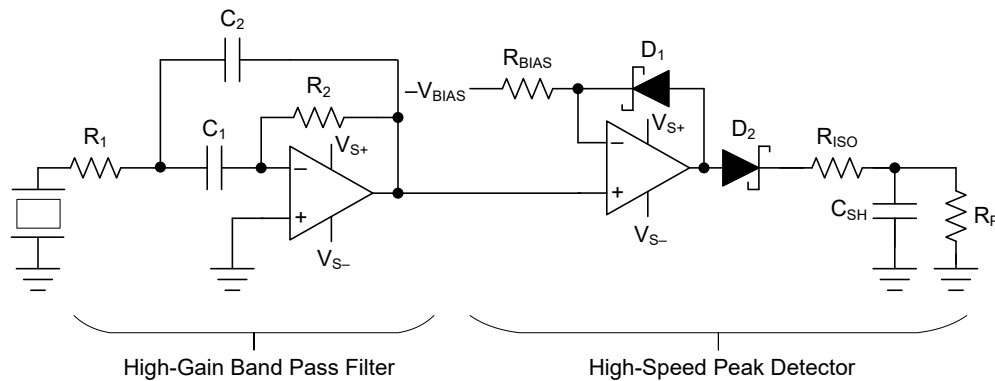 C2
RBIAS
D1
R2
–VBIAS
R1
C1
VS+
VS+
D2
RISO
–
–
+
+
CSH
VS–
VS–
High-Gain Band Pass Filter
High-Speed Peak Detector